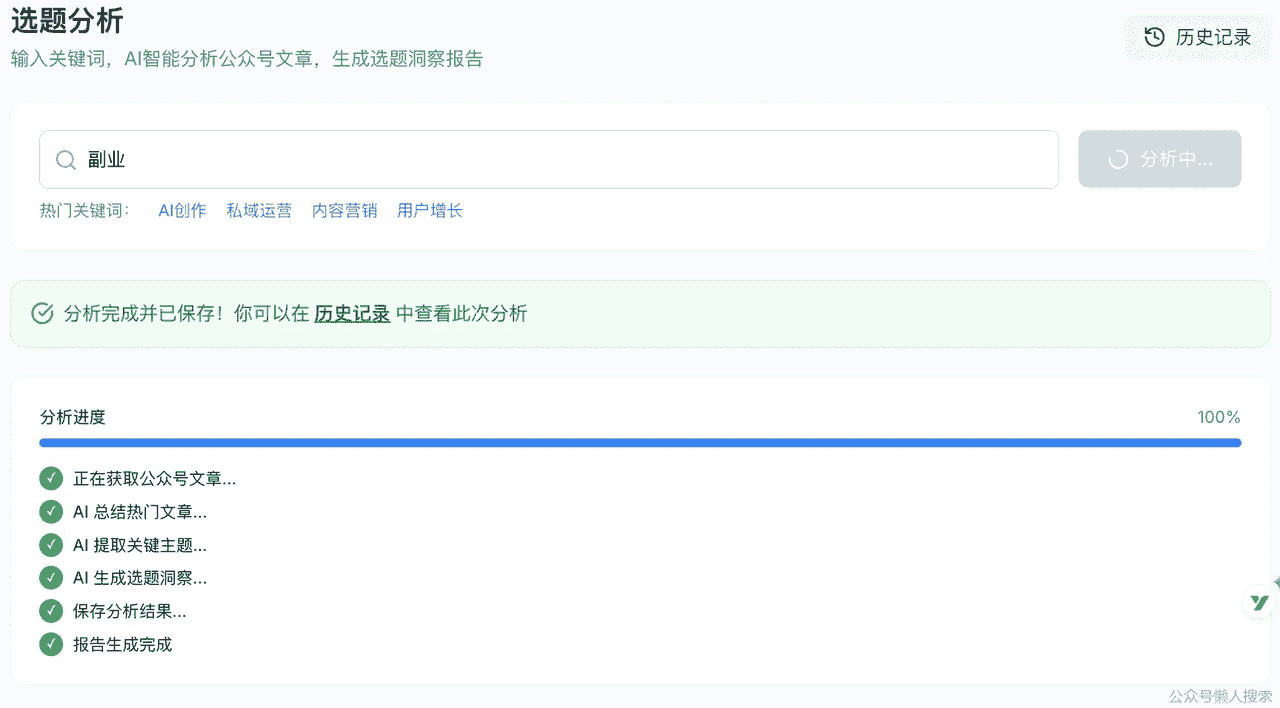 选题分析
历史记录
输入关键词，AI智能分析公众号文章，生成选题洞察报告
副业
分析中...
热门关键词： AI创作 私域运营 内容营销 用户增长
分析完成并已保存！你可以在 历史记录 中查看此次分析
分析进度 100%
正在获取公众号文章...
AI 总结热门文章...
AI 提取关键主题...
AI 生成选题洞察...
保存分析结果...
报告生成完成
公众号懒人搜索